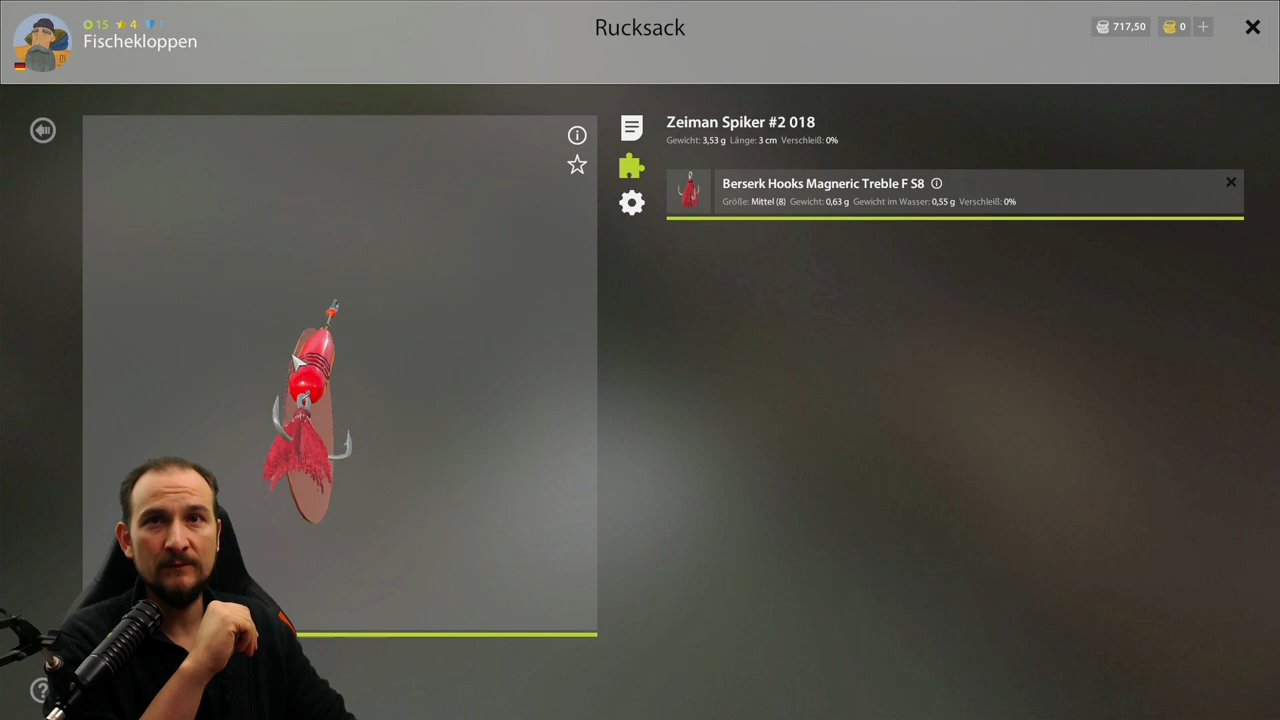 15 4 1
Fischekloppen
Rucksack
717,50
0
Zeiman Spiker #2 018
Gewicht: 3,53 g Länge: 3 cm Verschleiß: 0%
Berserk Hooks Magneric Treble F S8
Größe: Mittel (8) Gewicht: 0,63 g Gewicht im Wasser: 0,55 g Verschleiß: 0%